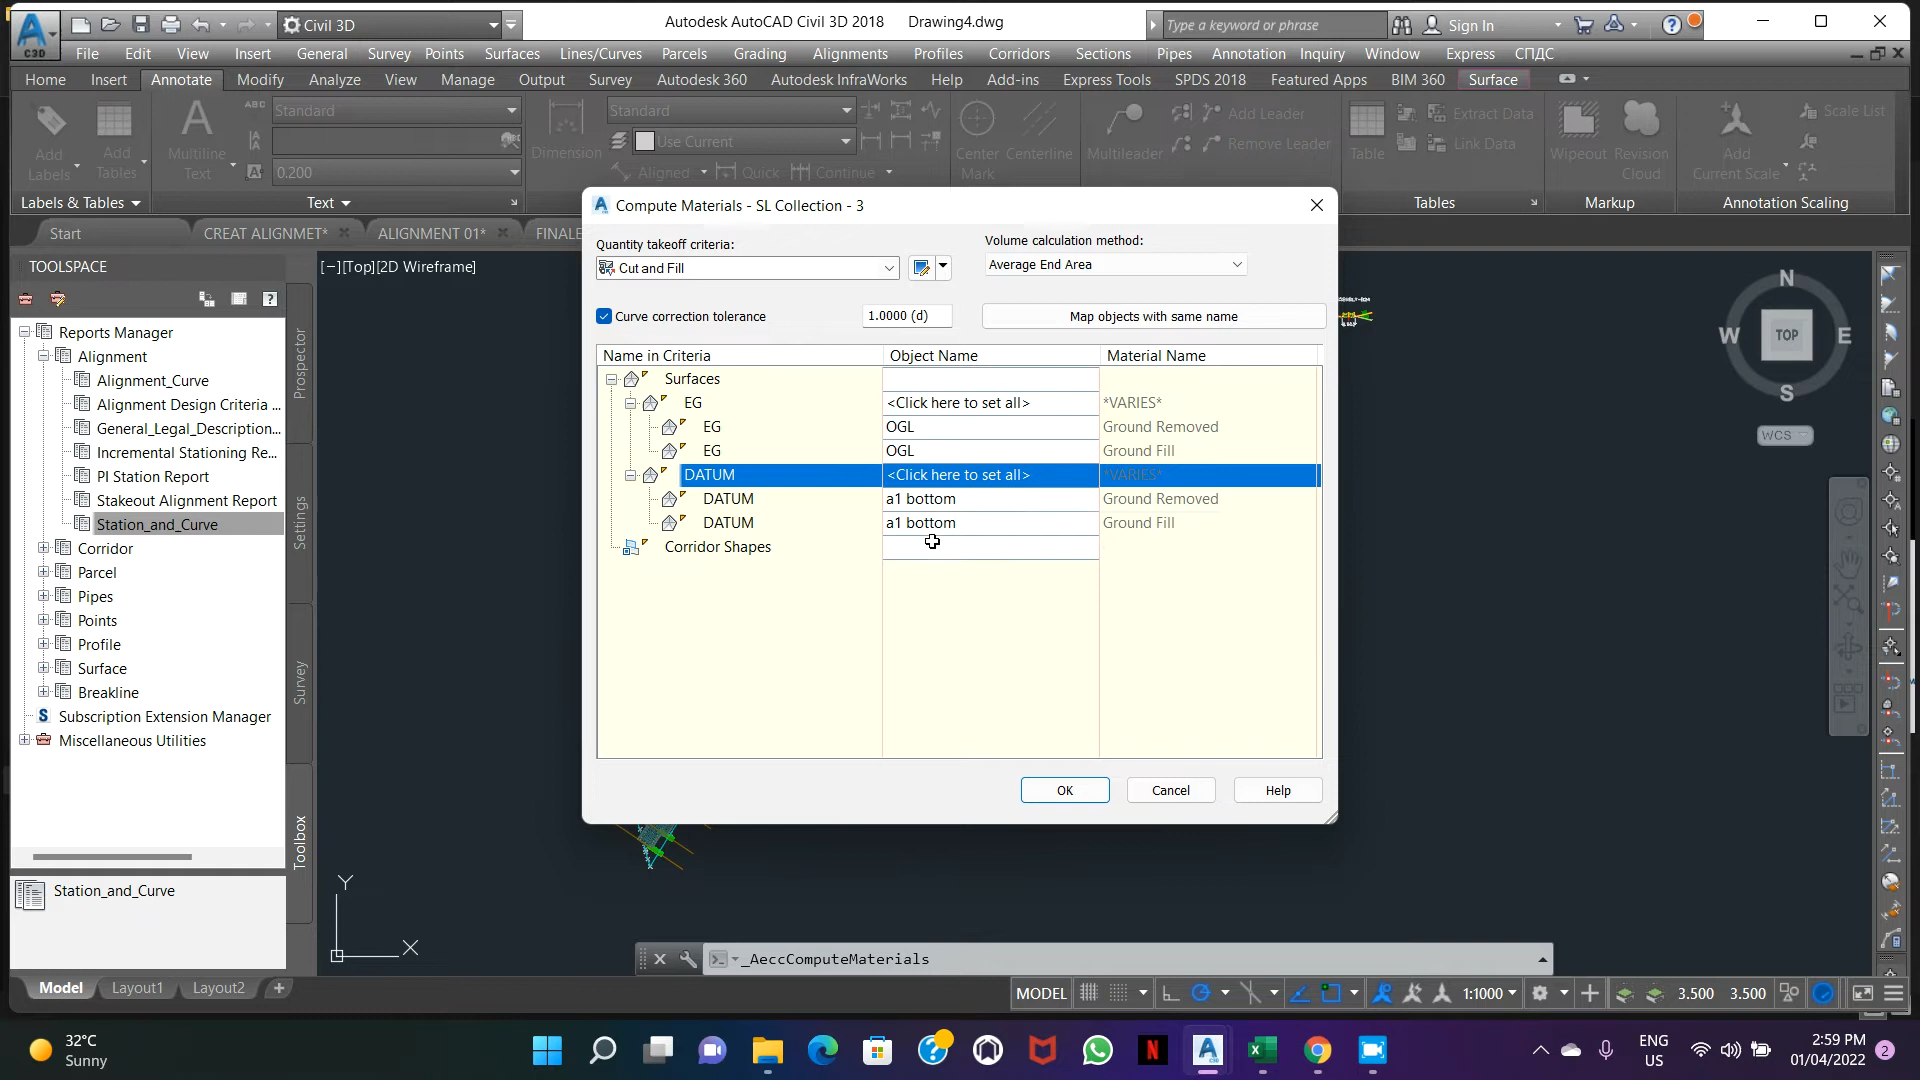 Civil 3D
Autodesk AutoCAD Civil 3D 2018 Drawing4.dwg
Type a keyword or phrase
Sign In
C3D
File Edit View Insert General Survey Points Surfaces Lines/Curves Parcels Grading Alignments Profiles Corridors Sections Pipes Annotation Inquiry Window Express СПДС
Home Insert Annotate Modify Analyze View Manage Output Survey Autodesk 360 Autodesk InfraWorks Help Add-ins Express Tools SPDS 2018 Featured Apps BIM 360 Surface
Add Labels
Add Tables
Multiline Text
ABC
Standard
0.200
Dimension
Standard
Use Current
Aligned Quick Continue
Center Mark
Centerline
Multileader
Add Leader
Remove Leader
Table
Extract Data
Link Data
Wipeout
Revision Cloud
Add Current Scale
Scale List
Labels & Tables Text Tables Markup Annotation Scaling
Start CREAT ALIGNMET* ALIGNMENT 01* FINALE
TOOLSPACE
[−][Top][2D Wireframe]
Reports Manager
Alignment
Alignment_Curve
Alignment Design Criteria ...
General_Legal_Description...
Incremental Stationing Re...
PI Station Report
Stakeout Alignment Report
Station_and_Curve
Corridor
Parcel
Pipes
Points
Profile
Surface
Breakline
Subscription Extension Manager
Miscellaneous Utilities
Prospector
Settings
Survey
Toolbox
Station_and_Curve
Compute Materials - SL Collection - 3
Quantity takeoff criteria:
Cut and Fill
Volume calculation method:
Average End Area
Curve correction tolerance
1.0000 (d)
Map objects with same name
Name in Criteria Object Name Material Name
Surfaces
EG <Click here to set all> *VARIES*
EG OGL Ground Removed
EG OGL Ground Fill
DATUM <Click here to set all> *VARIES*
DATUM a1 bottom Ground Removed
DATUM a1 bottom Ground Fill
Corridor Shapes
OK Cancel Help
N
W TOP E
S
WCS
Y
X
_AeccComputeMaterials
Model Layout1 Layout2
MODEL
1:1000
3.500 3.500
32°C
Sunny
ENG
US
2:59 PM
01/04/2022
2